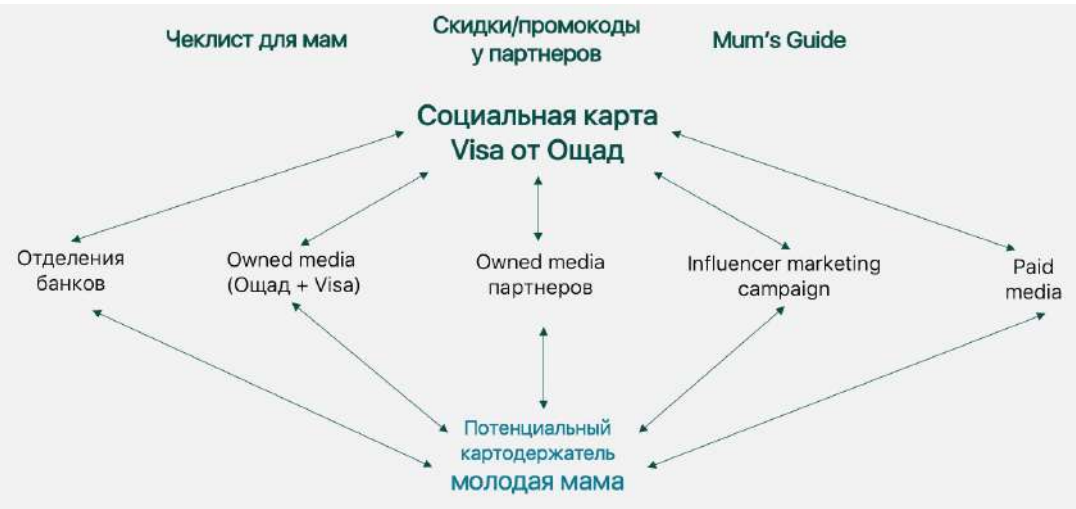 Чеклист для мам
Скидки/промокоды
у партнеров
Mum's Guide
Социальная карта
Visa от Ощад
Отделения
банков
Owned media
(Ощад + Visa)
Owned media
партнеров
Influencer marketing
campaign
Paid
media
Потенциальный
картодержатель
молодая мама